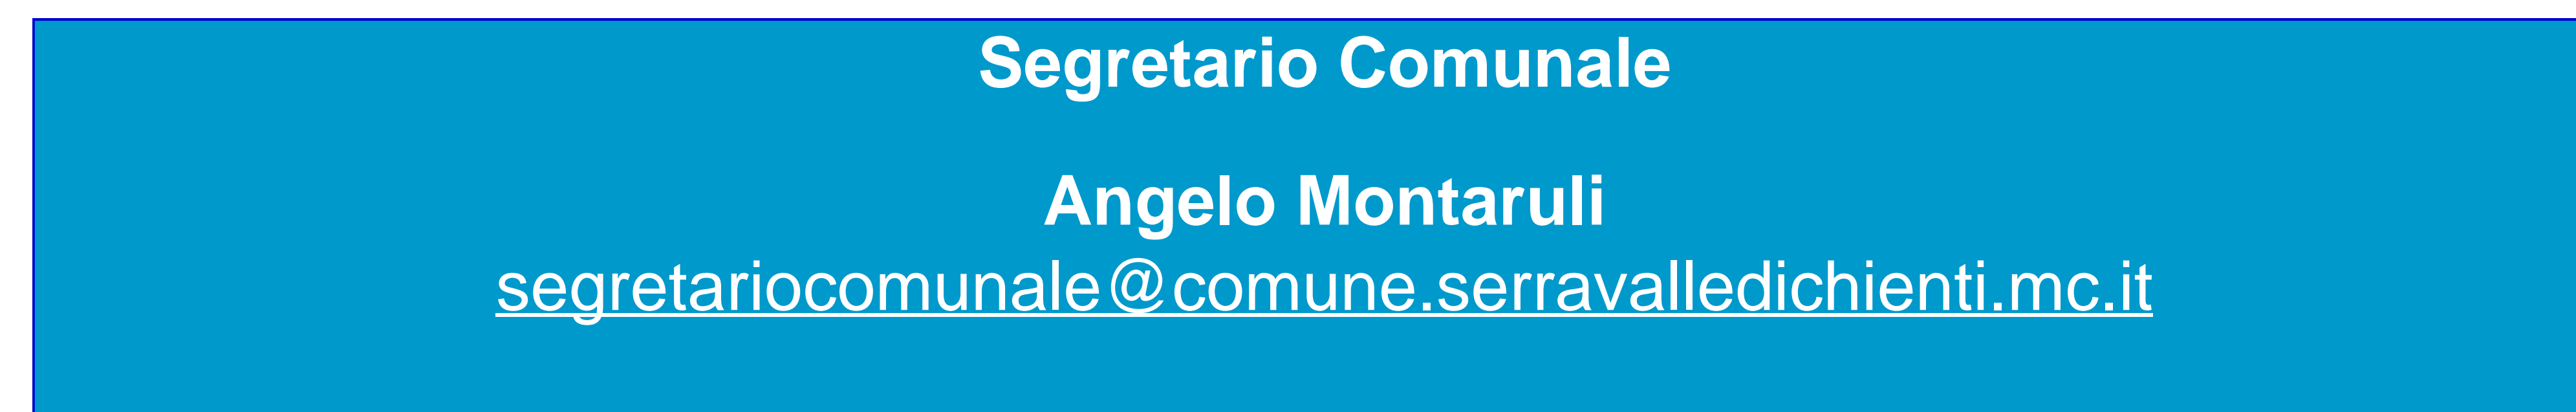 Segretario Comunale
Angelo Montaruli
segretariocomunale@comune.serravalledichienti.mc.it